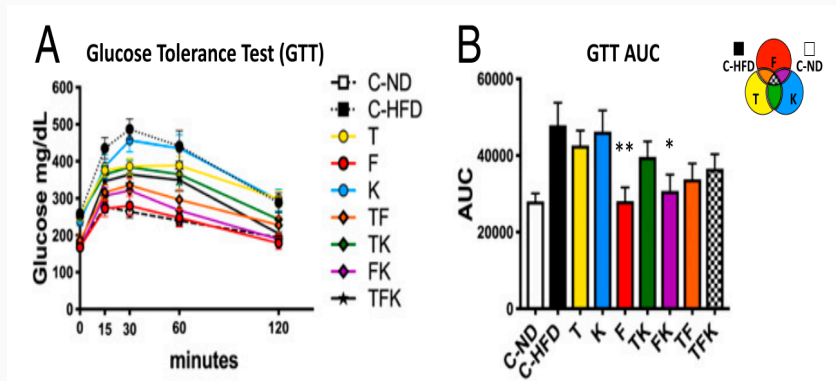 A
Glucose Tolerance Test (GTT)
Glucose mg/dL
600
500
400
300
200
100
0
0 15 30 60 120
minutes
C-ND
C-HFD
T
F
K
TF
TK
FK
TFK
B
GTT AUC
C-HFD
C-ND
F
T
K
AUC
60000
40000
20000
0
** *
C-ND C-HFD T K F TK FK TF TFK